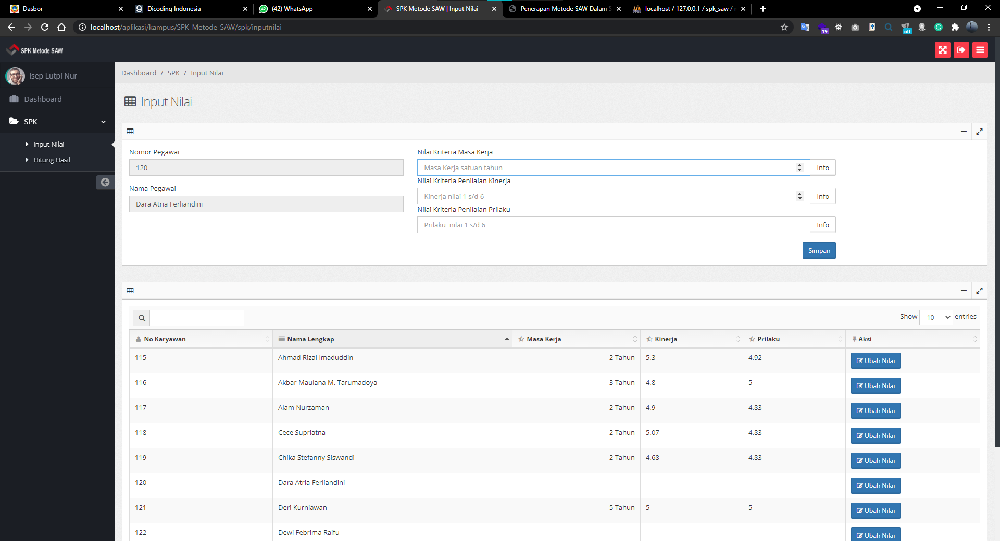 Dasbor
Dicoding Indonesia
(42) WhatsApp
SPK Metode SAW | Input Nilai
Penerapan Metode SAW Dalam
localhost / 127.0.0.1 / spk_saw /
localhost/aplikasi/kampus/SPK-Metode-SAW/spk/inputnilai
19
off
SPK Metode SAW
Isep Lutpi Nur
Dashboard
SPK
Input Nilai
Hitung Hasil
Dashboard / SPK / Input Nilai
Input Nilai
Nomor Pegawai
120
Nama Pegawai
Dara Atria Ferliandini
Nilai Kriteria Masa Kerja
Masa Kerja satuan tahun Info
Nilai Kriteria Penilaian Kinerja
Kinerja nilai 1 s/d 6 Info
Nilai Kriteria Penilaian Prilaku
Prilaku nilai 1 s/d 6 Info
Simpan
Show 10 entries
No Karyawan Nama Lengkap Masa Kerja Kinerja Prilaku Aksi
115 Ahmad Rizal Imaduddin 2 Tahun 5.3 4.92 Ubah Nilai
116 Akbar Maulana M. Tarumadoya 3 Tahun 4.8 5 Ubah Nilai
117 Alam Nurzaman 2 Tahun 4.9 4.83 Ubah Nilai
118 Cece Supriatna 2 Tahun 5.07 4.83 Ubah Nilai
119 Chika Stefanny Siswandi 2 Tahun 4.68 4.83 Ubah Nilai
120 Dara Atria Ferliandini Ubah Nilai
121 Deri Kurniawan 5 Tahun 5 5 Ubah Nilai
122 Dewi Febrima Raifu Ubah Nilai